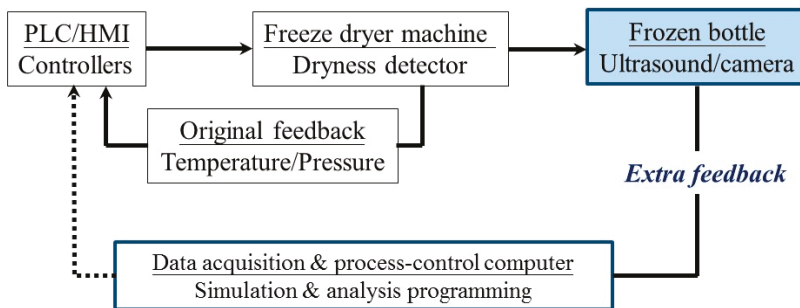 PLC/HMI
Controllers
Freeze dryer machine
Dryness detector
Frozen bottle
Ultrasound/camera
Original feedback
Temperature/Pressure
Extra feedback
Data acquisition & process-control computer
Simulation & analysis programming